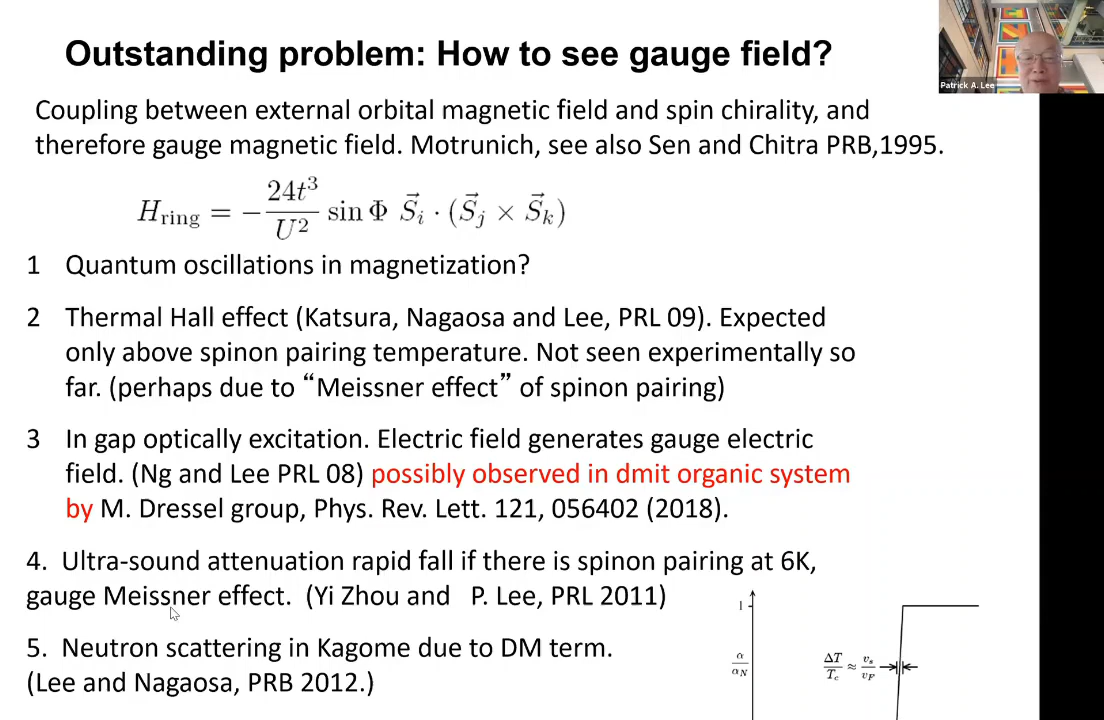 Outstanding problem: How to see gauge field?
Patrick A. Lee
Coupling between external orbital magnetic field and spin chirality, and
therefore gauge magnetic field. Motrunich, see also Sen and Chitra PRB,1995.
H_ring = − 24t³/U² sin Φ S⃗_i · (S⃗_j × S⃗_k)
1 Quantum oscillations in magnetization?
2 Thermal Hall effect (Katsura, Nagaosa and Lee, PRL 09). Expected
only above spinon pairing temperature. Not seen experimentally so
far. (perhaps due to “Meissner effect” of spinon pairing)
3 In gap optically excitation. Electric field generates gauge electric
field. (Ng and Lee PRL 08) possibly observed in dmit organic system
by M. Dressel group, Phys. Rev. Lett. 121, 056402 (2018).
4. Ultra-sound attenuation rapid fall if there is spinon pairing at 6K,
gauge Meissner effect. (Yi Zhou and P. Lee, PRL 2011)
5. Neutron scattering in Kagome due to DM term.
(Lee and Nagaosa, PRB 2012.)
1
α/α_N
ΔT/T_c ≈ v_s/v_F